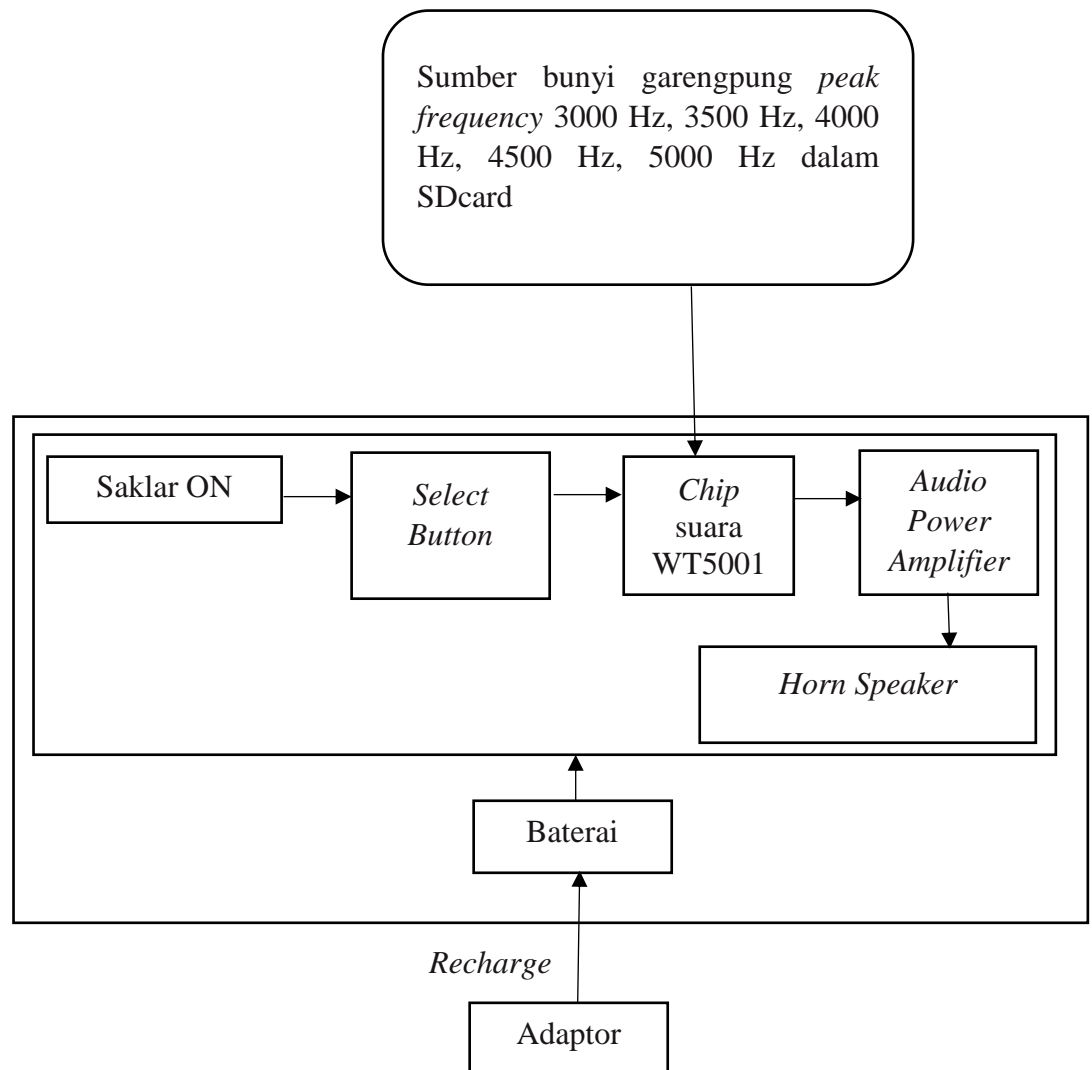 Sumber bunyi garengpung peak
frequency 3000 Hz, 3500 Hz, 4000
Hz, 4500 Hz, 5000 Hz dalam
SDcard
Saklar ON
Select
Button
Chip
suara
WT5001
Audio
Power
Amplifier
Horn Speaker
Baterai
Recharge
Adaptor